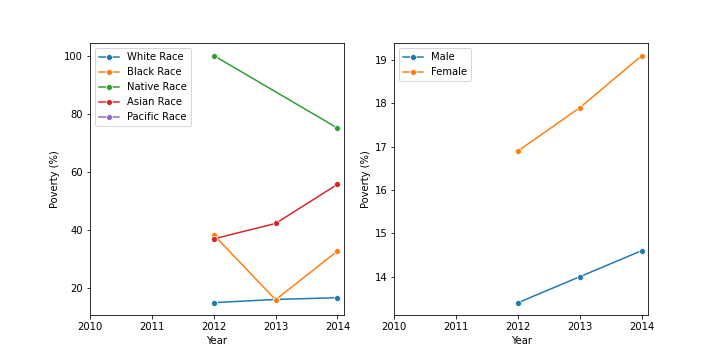 White Race
Black Race
Native Race
Asian Race
Pacific Race
100
80
60
40
20
Poverty (%)
2010 2011 2012 2013 2014
Year
Male
Female
19
18
17
16
15
14
Poverty (%)
2010 2011 2012 2013 2014
Year